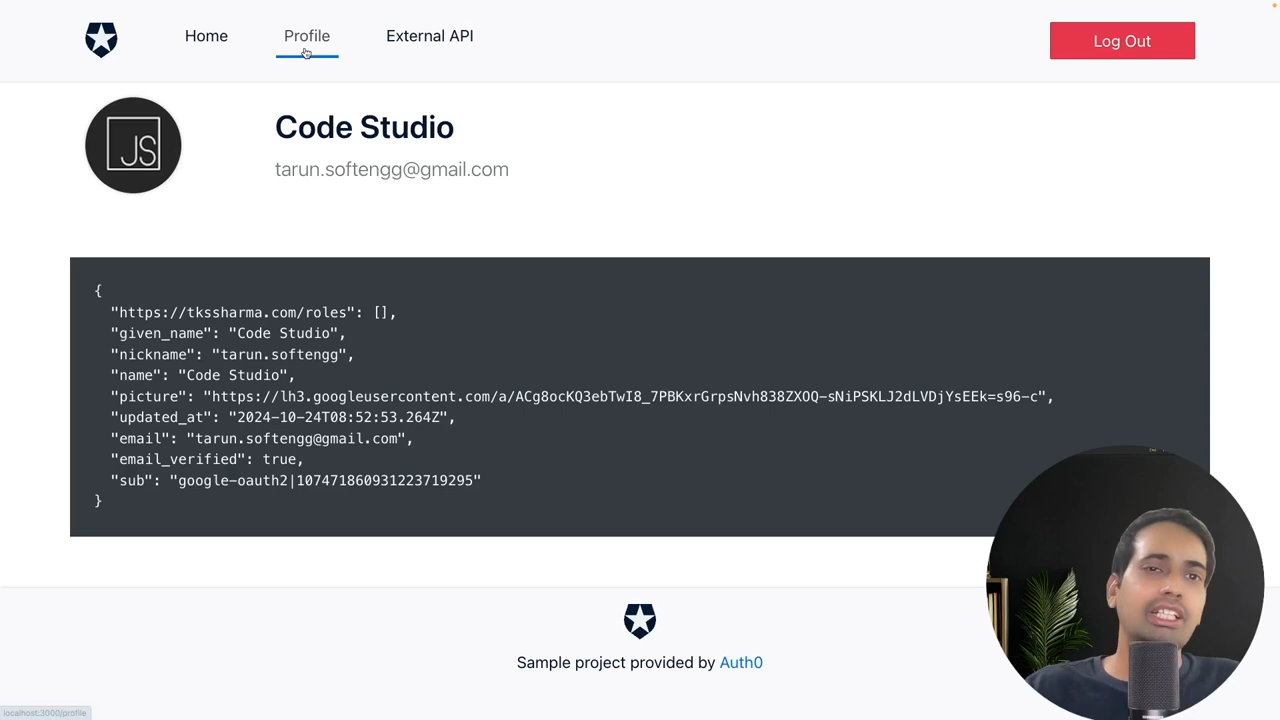 Home
Profile
External API
Log Out
JS
Code Studio
tarun.softengg@gmail.com
{
"https://tkssharma.com/roles": [],
"given_name": "Code Studio",
"nickname": "tarun.softengg",
"name": "Code Studio",
"picture": "https://lh3.googleusercontent.com/a/ACg8ocKQ3ebTwI8_7PBKxrGrpsNvh838ZXOQ-sNiPSKLJ2dLVDjYsEEk=s96-c",
"updated_at": "2024-10-24T08:52:53.264Z",
"email": "tarun.softengg@gmail.com",
"email_verified": true,
"sub": "google-oauth2|107471860931223719295"
}
Sample project provided by Auth0
localhost:3000/profile